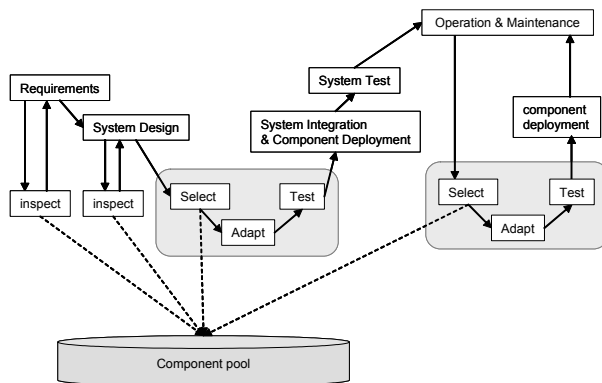 Operation & Maintenance
System Test
Requirements
System Integration
& Component Deployment
component
deployment
System Design
inspect
inspect
Select
Test
Adapt
Select
Test
Adapt
Component pool